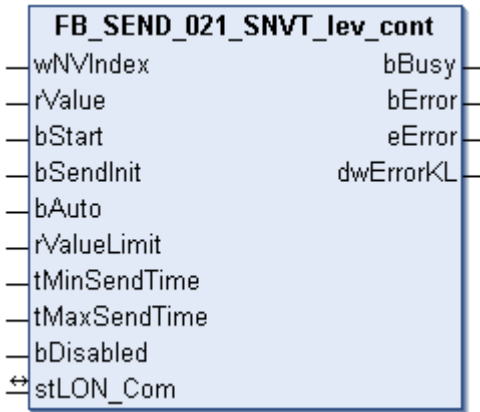 FB_SEND_021_SNVT_lev_cont
wNVIndex bBusy
rValue bError
bStart eError
bSendInit dwErrorKL
bAuto
rValueLimit
tMinSendTime
tMaxSendTime
bDisabled
stLON_Com